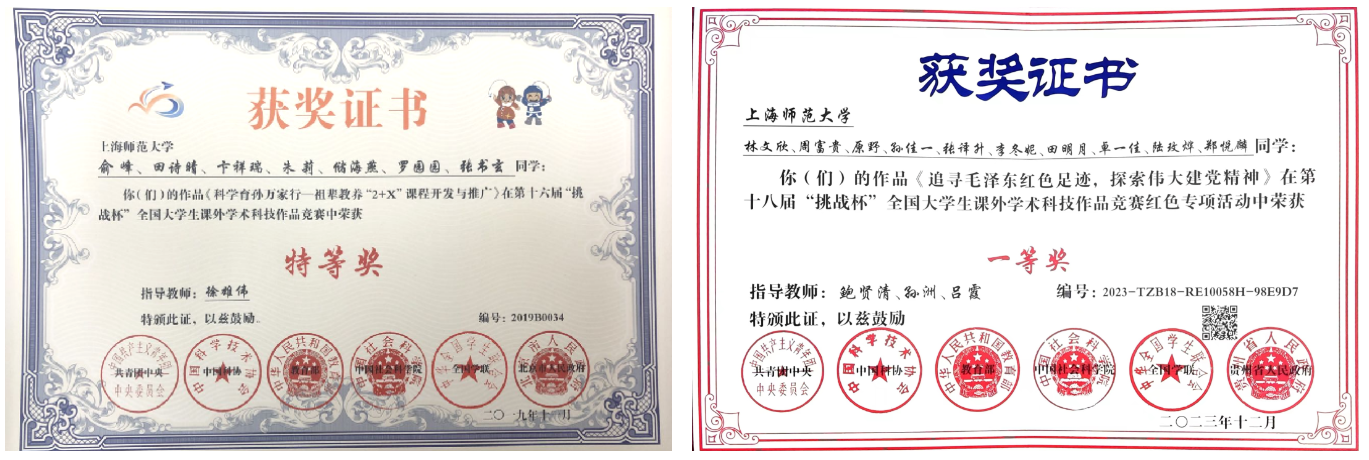 获奖证书
上海师范大学
俞峰、田诗晴、卞祥瑞、朱莉、储海燕、罗园园、张书玄 同学：
你（们）的作品《科学育孙万家行—祖辈教养“2+X”课程开发与推广》在第十六届“挑
战杯”全国大学生课外学术科技作品竞赛中荣获
特等奖
指导教师：徐雄伟
特颁此证，以兹鼓励。
编号：2019B0034
共青团中央
中国科协
教育部
中国社会科学院
全国学联
北京市人民政府
二〇一九年十一月
获奖证书
上海师范大学
林文欣、周富贵、原野、孙佳一、张译升、李冬妮、田明月、卓一佳、陆玫烨、郑悦麟 同学：
你（们）的作品《追寻毛泽东红色足迹，探索伟大建党精神》在第
十八届“挑战杯”全国大学生课外学术科技作品竞赛红色专项活动中荣获
一等奖
指导教师：鲍贤清、孙洲、吕霞
编号：2023-TZB18-RE10058H-98E9D7
特颁此证，以兹鼓励
共青团中央
中国科协
教育部
中国社会科学院
全国学联
贵州省人民政府
二〇二三年十二月